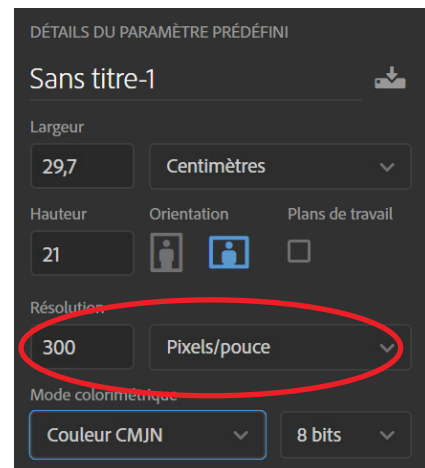 DÉTAILS DU PARAMÈTRE PRÉDÉFINI
Sans titre-1
Largeur
29,7 Centimètres
Hauteur Orientation Plans de travail
21
Résolution
300 Pixels/pouce
Mode colorimétrique
Couleur CMJN 8 bits